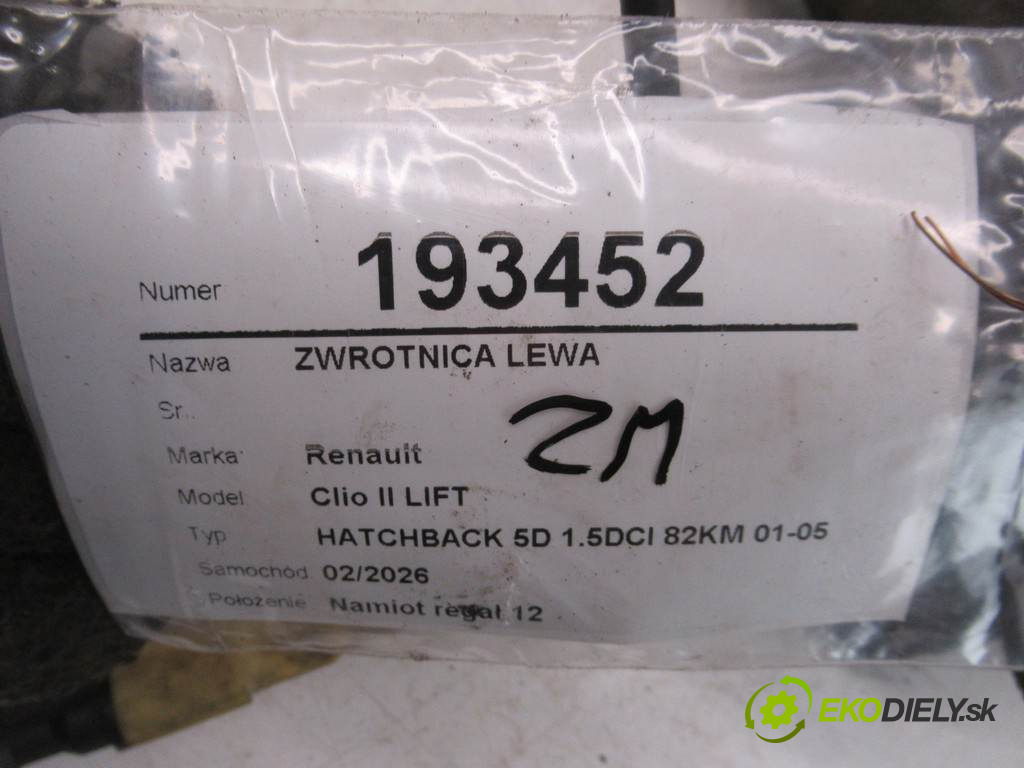 Numer 193452
Nazwa ZWROTNICA LEWA
Sr..
ZM
Marka Renault
Model Clio II LIFT
Typ HATCHBACK 5D 1.5DCI 82KM 01-05
Samochód 02/2026
Położenie Namiot regał 12
EKODIELY.sk